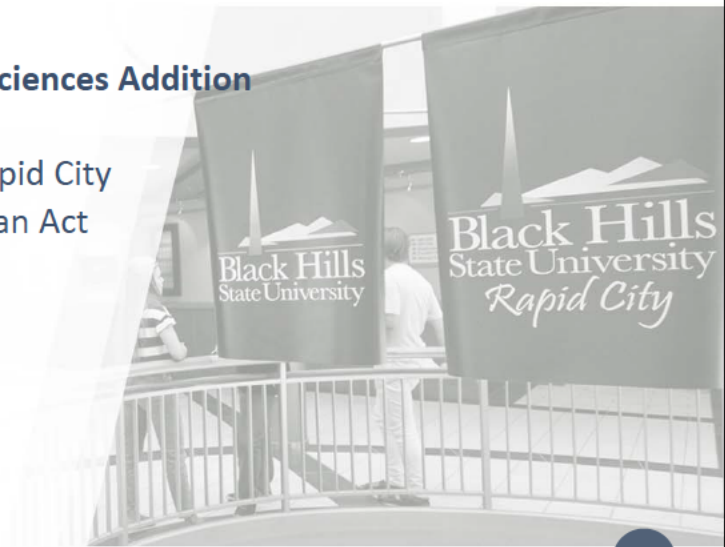 ciences Addition
pid City
an Act
Black Hills
State University
Black Hills
State University
Rapid City